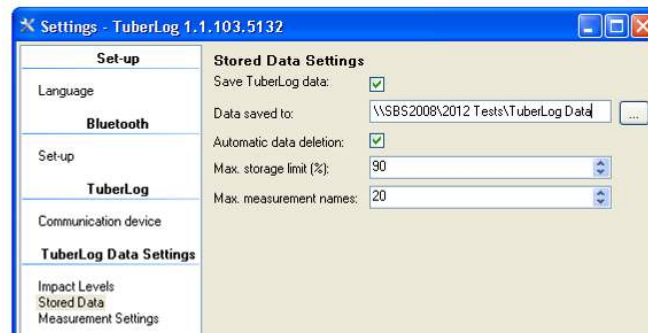 Settings - TuberLog 1.1.103.5132
Set-up
Language
Bluetooth
Set-up
TuberLog
Communication device
TuberLog Data Settings
Impact Levels
Stored Data
Measurement Settings
Stored Data Settings
Save TuberLog data:
Data saved to: \\SBS2008\2012 Tests\TuberLog Data ...
Automatic data deletion:
Max. storage limit (%): 90
Max. measurement names: 20